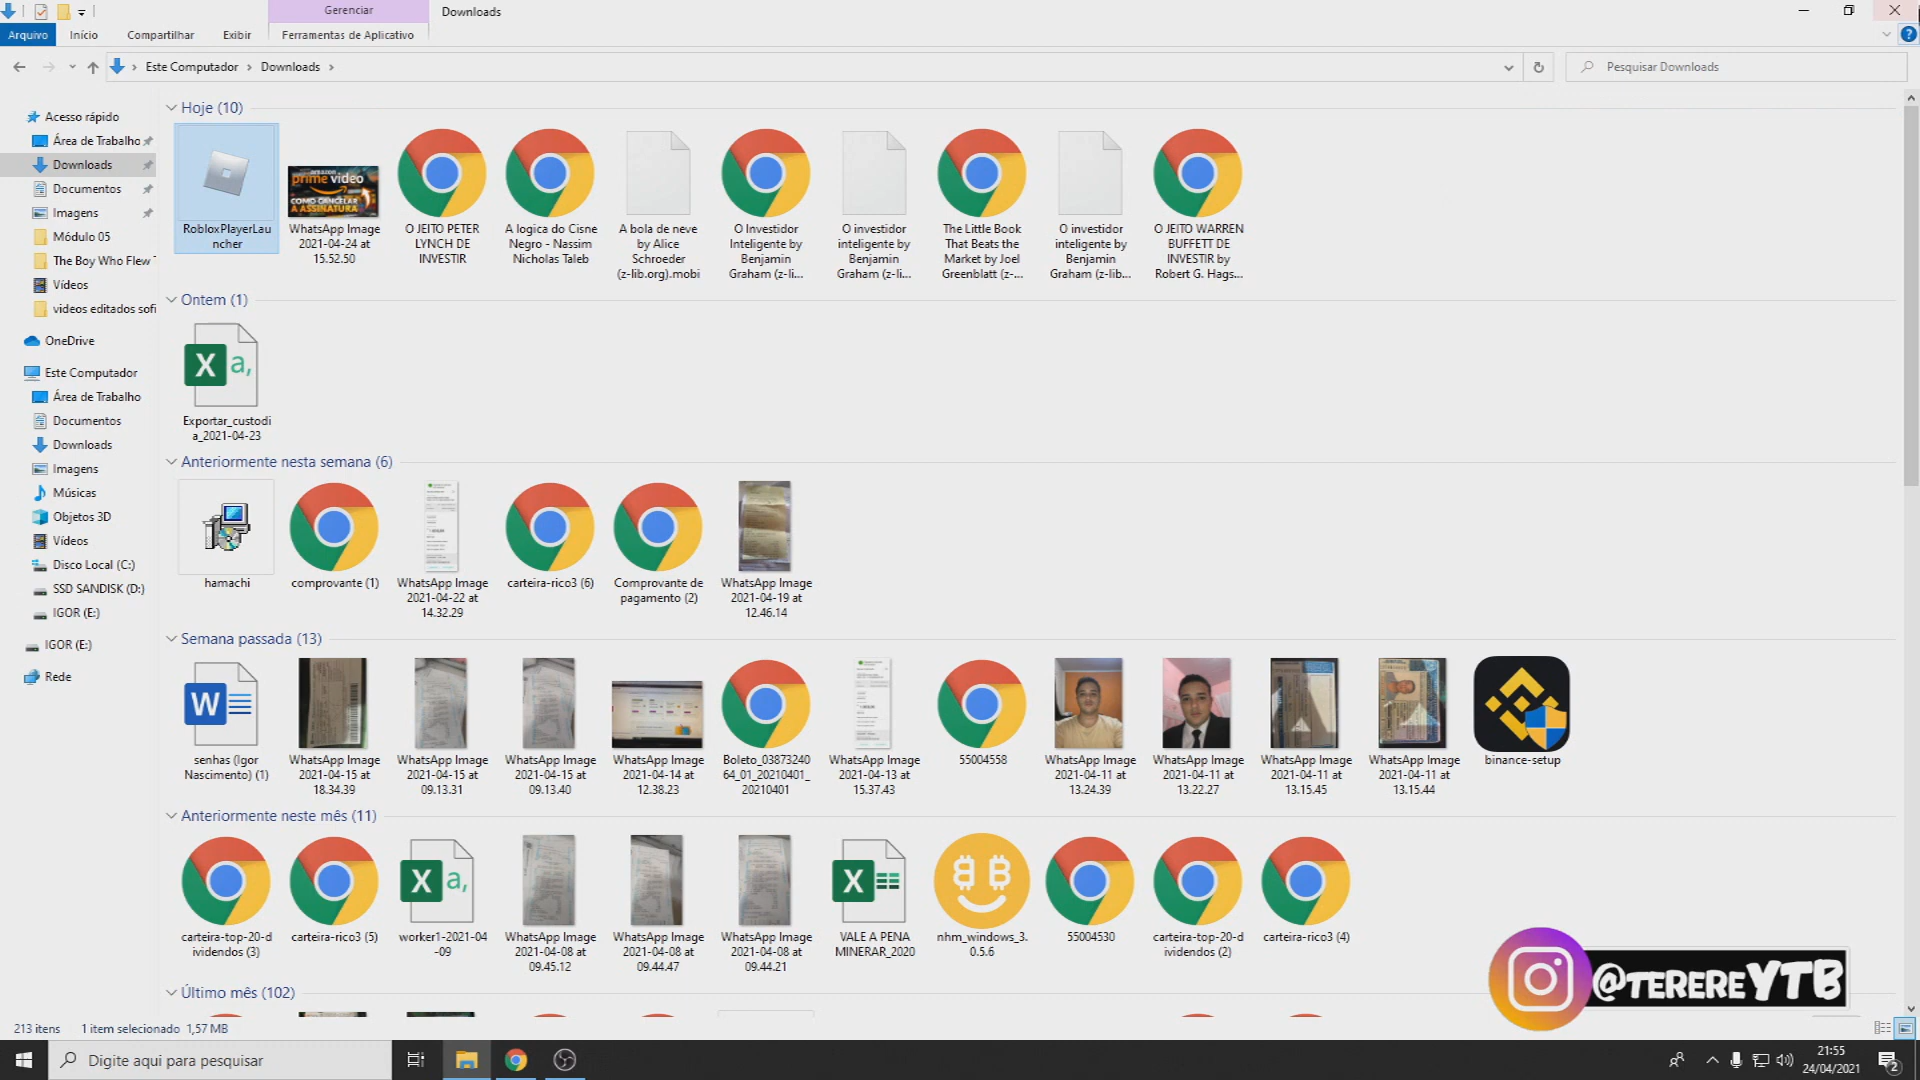 Gerenciar
Downloads
Arquivo
Início
Compartilhar
Exibir
Ferramentas de Aplicativo
Este Computador
Downloads
Pesquisar Downloads
Acesso rápido
Área de Trabalho
Downloads
Documentos
Imagens
Módulo 05
The Boy Who Flew T
Vídeos
videos editados sofi
OneDrive
Este Computador
Área de Trabalho
Documentos
Downloads
Imagens
Músicas
Objetos 3D
Vídeos
Disco Local (C:)
SSD SANDISK (D:)
IGOR (E:)
IGOR (E:)
Rede
Hoje (10)
RobloxPlayerLau
ncher
amazon
prime video
COMO CANCELAR
A ASSINATURA
WhatsApp Image
2021-04-24 at
15.52.50
O JEITO PETER
LYNCH DE
INVESTIR
A logica do Cisne
Negro - Nassim
Nicholas Taleb
A bola de neve
by Alice
Schroeder
(z-lib.org).mobi
O Investidor
Inteligente by
Benjamin
Graham (z-li...
O investidor
inteligente by
Benjamin
Graham (z-li...
The Little Book
That Beats the
Market by Joel
Greenblatt (z-...
O investidor
inteligente by
Benjamin
Graham (z-lib...
O JEITO WARREN
BUFFETT DE
INVESTIR by
Robert G. Hags...
Ontem (1)
X a,
Exportar_custodi
a_2021-04-23
Anteriormente nesta semana (6)
hamachi
comprovante (1)
WhatsApp Image
2021-04-22 at
14.32.29
carteira-rico3 (6)
Comprovante de
pagamento (2)
WhatsApp Image
2021-04-19 at
12.46.14
Semana passada (13)
W
senhas (Igor
Nascimento) (1)
WhatsApp Image
2021-04-15 at
18.34.39
WhatsApp Image
2021-04-15 at
09.13.31
WhatsApp Image
2021-04-15 at
09.13.40
WhatsApp Image
2021-04-14 at
12.38.23
Boleto_03873240
64_01_20210401_
20210401
WhatsApp Image
2021-04-13 at
15.37.43
55004558
WhatsApp Image
2021-04-11 at
13.24.39
WhatsApp Image
2021-04-11 at
13.22.27
WhatsApp Image
2021-04-11 at
13.15.45
WhatsApp Image
2021-04-11 at
13.15.44
binance-setup
Anteriormente neste mês (11)
carteira-top-20-d
ividendos (3)
carteira-rico3 (5)
X a,
worker1-2021-04
-09
WhatsApp Image
2021-04-08 at
09.45.12
WhatsApp Image
2021-04-08 at
09.44.47
WhatsApp Image
2021-04-08 at
09.44.21
X
VALE A PENA
MINERAR_2020
nhm_windows_3.
0.5.6
55004530
carteira-top-20-d
ividendos (2)
carteira-rico3 (4)
@TEREREYTB
Último mês (102)
213 itens
1 item selecionado 1,57 MB
Digite aqui para pesquisar
21:55
24/04/2021
2